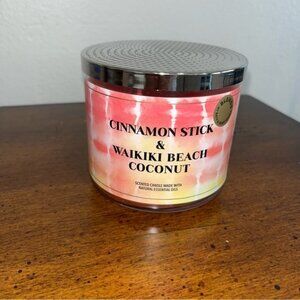 CINNAMON STICK
&
WAIKIKI BEACH
COCONUT
SCENTED CANDLE MADE WITH
NATURAL ESSENTIAL OILS